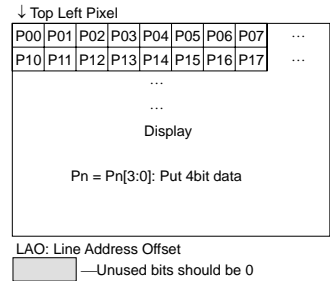 ↓ Top Left Pixel
P00 P01 P02 P03 P04 P05 P06 P07 …
P10 P11 P12 P13 P14 P15 P16 P17 …
…
…
Display
Pn = Pn[3:0]: Put 4bit data
LAO: Line Address Offset
—Unused bits should be 0